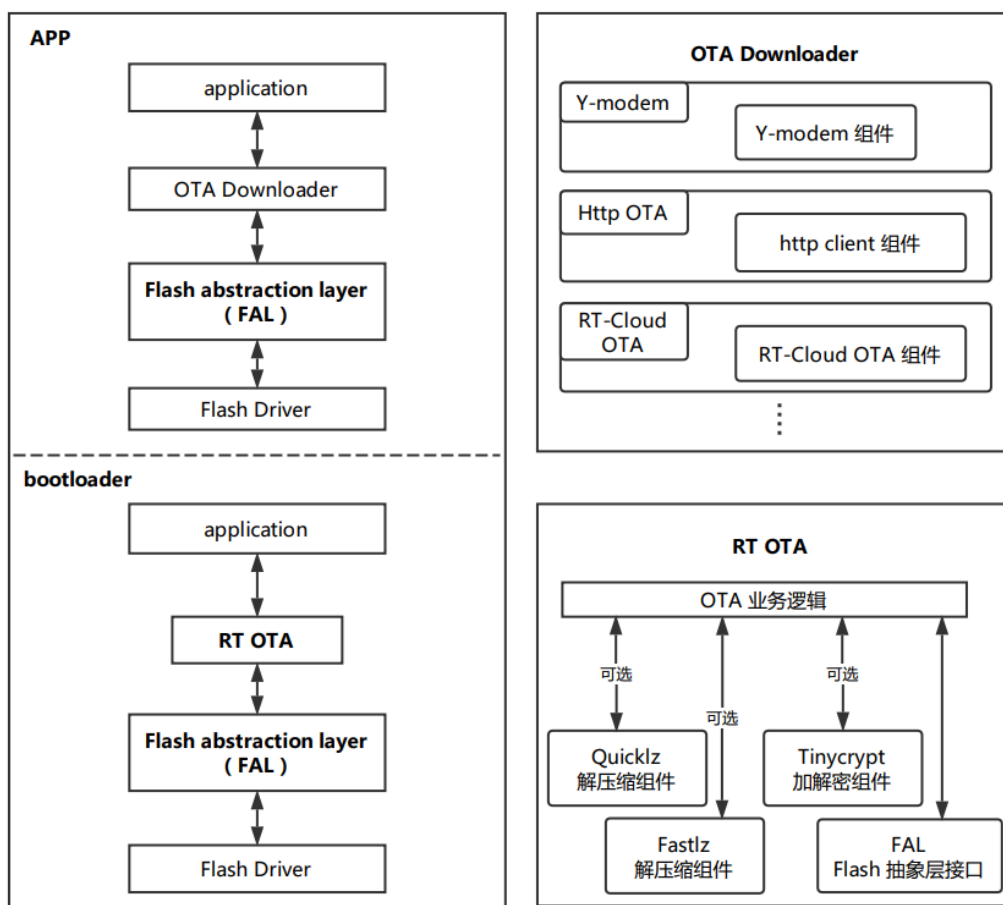 APP
application
OTA Downloader
Flash abstraction layer
（FAL）
Flash Driver
bootloader
application
RT OTA
Flash abstraction layer
（FAL）
Flash Driver
OTA Downloader
Y-modem
Y-modem 组件
Http OTA
http client 组件
RT-Cloud
OTA
RT-Cloud OTA 组件
RT OTA
OTA 业务逻辑
可选
可选
可选
Quicklz
解压缩组件
Tinycrypt
加解密组件
Fastlz
解压缩组件
FAL
Flash 抽象层接口